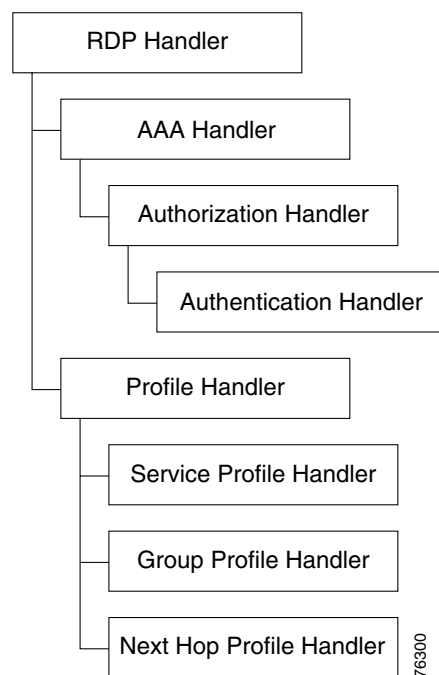 RDP Handler
AAA Handler
Authorization Handler
Authentication Handler
Profile Handler
Service Profile Handler
Group Profile Handler
Next Hop Profile Handler
76300